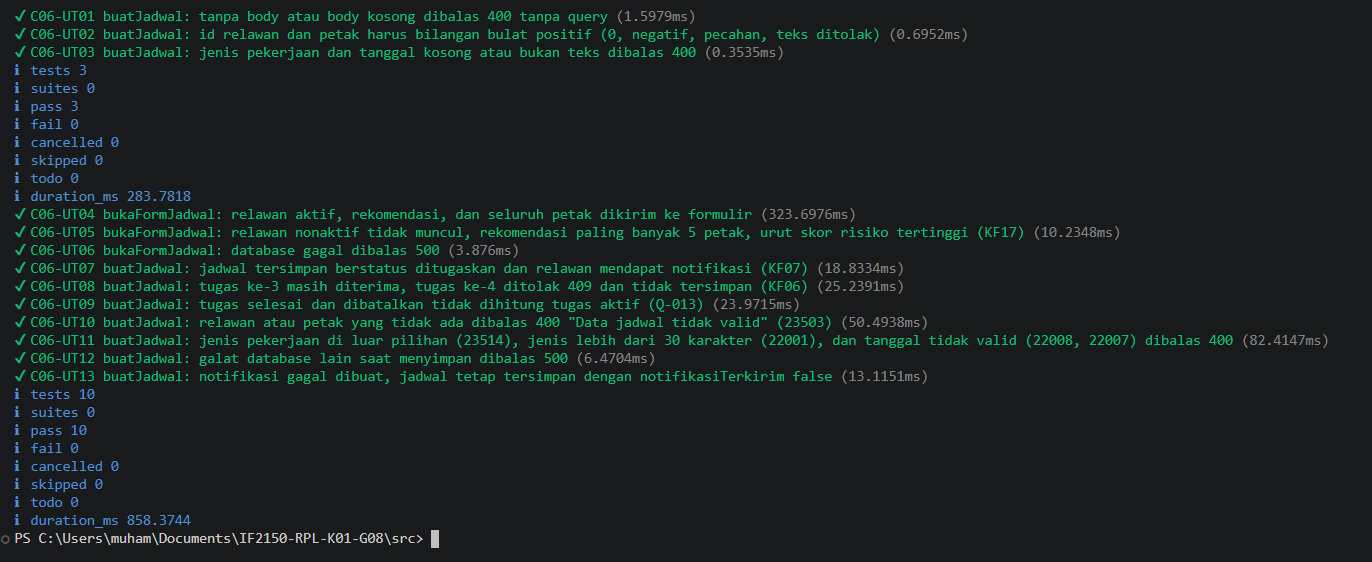 ✓ C06-UT01 buatJadwal: tanpa body atau body kosong dibalas 400 tanpa query (1.5979ms)
✓ C06-UT02 buatJadwal: id relawan dan petak harus bilangan bulat positif (0, negatif, pecahan, teks ditolak) (0.6952ms)
✓ C06-UT03 buatJadwal: jenis pekerjaan dan tanggal kosong atau bukan teks dibalas 400 (0.3535ms)
ℹ tests 3
ℹ suites 0
ℹ pass 3
ℹ fail 0
ℹ cancelled 0
ℹ skipped 0
ℹ todo 0
ℹ duration_ms 283.7818
✓ C06-UT04 bukaFormJadwal: relawan aktif, rekomendasi, dan seluruh petak dikirim ke formulir (323.6976ms)
✓ C06-UT05 bukaFormJadwal: relawan nonaktif tidak muncul, rekomendasi paling banyak 5 petak, urut skor risiko tertinggi (KF17) (10.2348ms)
✓ C06-UT06 bukaFormJadwal: database gagal dibalas 500 (3.876ms)
✓ C06-UT07 buatJadwal: jadwal tersimpan berstatus ditugaskan dan relawan mendapat notifikasi (KF07) (18.8334ms)
✓ C06-UT08 buatJadwal: tugas ke-3 masih diterima, tugas ke-4 ditolak 409 dan tidak tersimpan (KF06) (25.2391ms)
✓ C06-UT09 buatJadwal: tugas selesai dan dibatalkan tidak dihitung tugas aktif (Q-013) (23.9715ms)
✓ C06-UT10 buatJadwal: relawan atau petak yang tidak ada dibalas 400 "Data jadwal tidak valid" (23503) (50.4938ms)
✓ C06-UT11 buatJadwal: jenis pekerjaan di luar pilihan (23514), jenis lebih dari 30 karakter (22001), dan tanggal tidak valid (22008, 22007) dibalas 400 (82.4147ms)
✓ C06-UT12 buatJadwal: galat database lain saat menyimpan dibalas 500 (6.4704ms)
✓ C06-UT13 buatJadwal: notifikasi gagal dibuat, jadwal tetap tersimpan dengan notifikasiTerkirim false (13.1151ms)
ℹ tests 10
ℹ suites 0
ℹ pass 10
ℹ fail 0
ℹ cancelled 0
ℹ skipped 0
ℹ todo 0
ℹ duration_ms 858.3744
PS C:\Users\muham\Documents\IF2150-RPL-K01-G08\src>